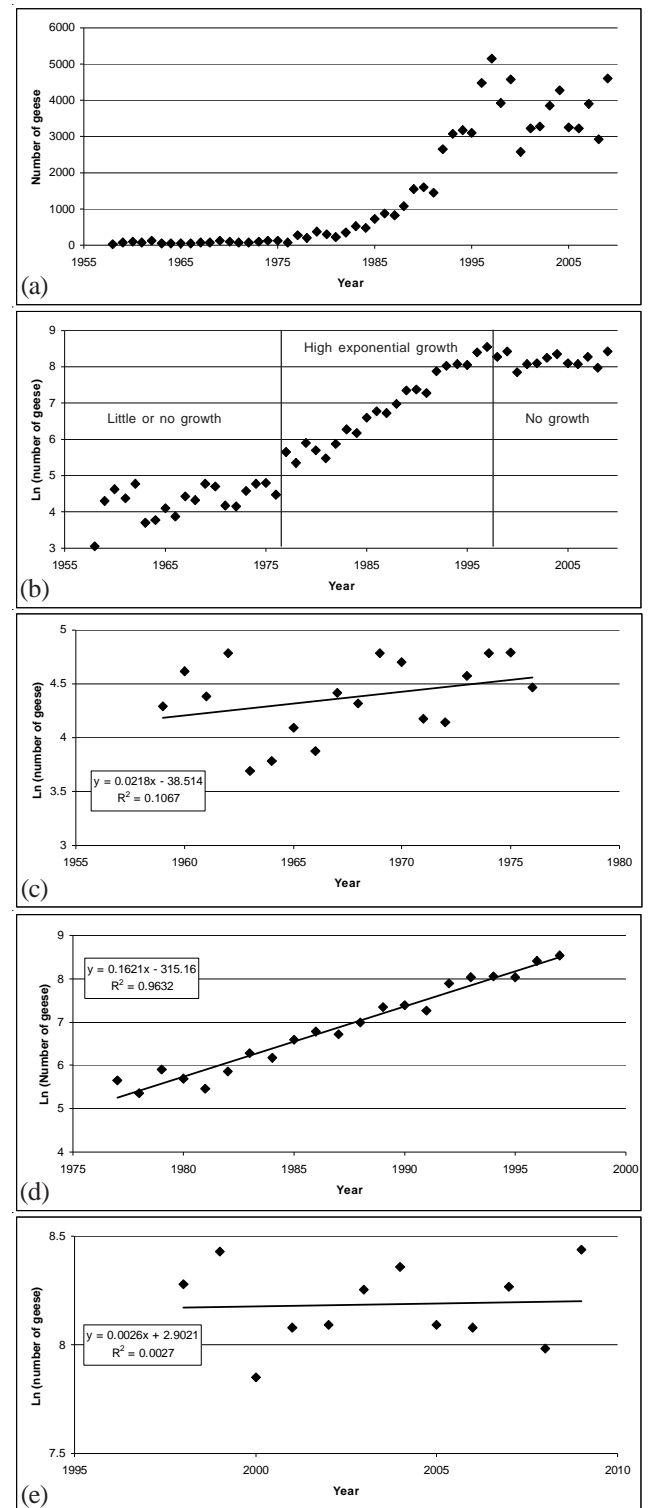 6000
5000
4000
3000
2000
1000
0
Number of geese
1955 1965 1975 1985 1995 2005
Year
(a)
9
8
7
6
5
4
3
Ln (number of geese)
High exponential growth
Little or no growth
No growth
1955 1965 1975 1985 1995 2005
Year
(b)
5
4.5
4
3.5
3
Ln (number of geese)
y = 0.0218x - 38.514
R² = 0.1067
1955 1960 1965 1970 1975 1980
Year
(c)
9
8
7
6
5
4
Ln (Number of geese)
y = 0.1621x - 315.16
R² = 0.9632
1975 1980 1985 1990 1995 2000
Year
(d)
8.5
8
7.5
Ln (number of geese)
y = 0.0026x + 2.9021
R² = 0.0027
1995 2000 2005 2010
Year
(e)